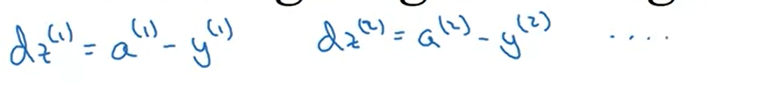 dz⁽¹⁾ = a⁽¹⁾ - y⁽¹⁾ dz⁽²⁾ = a⁽²⁾ - y⁽²⁾ ....